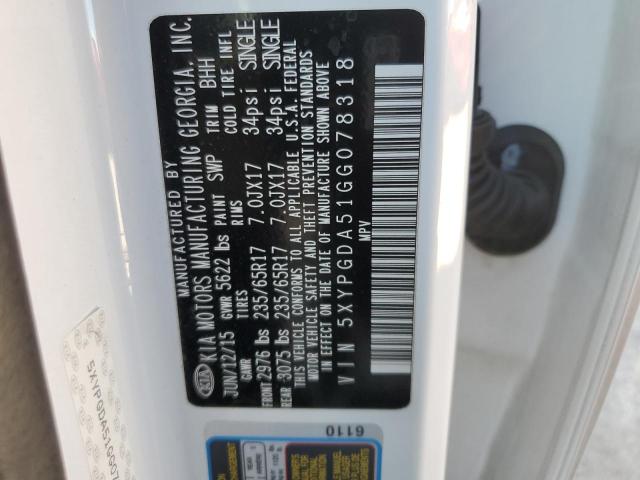 MANUFACTURED BY
KIA KIA MOTORS MANUFACTURING GEORGIA, INC.
JUN/12/15 GVWR 5622 lbs PAINT SWP TRIM BHH
GAWR TIRES RIMS COLD TIRE INFL
FRONT 2976 lbs 235/65R17 7.0JX17 34psi SINGLE
REAR 3075 lbs 235/65R17 7.0JX17 34psi SINGLE
THIS VEHICLE CONFORMS TO ALL APPLICABLE U.S.A. FEDERAL
MOTOR VEHICLE SAFETY AND THEFT PREVENTION STANDARDS
IN EFFECT ON THE DATE OF MANUFACTURE SHOWN ABOVE
VIN 5XYPGDA51GG078318
MPV
6110